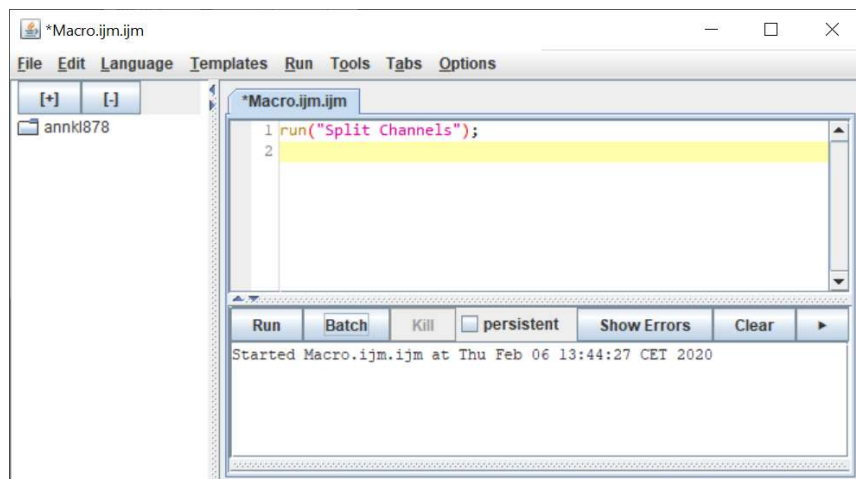 *Macro.ijm.ijm
File Edit Language Templates Run Tools Tabs Options
[+] [-]
annkl878
*Macro.ijm.ijm
1 run("Split Channels");
2
Run Batch Kill persistent Show Errors Clear
Started Macro.ijm.ijm at Thu Feb 06 13:44:27 CET 2020